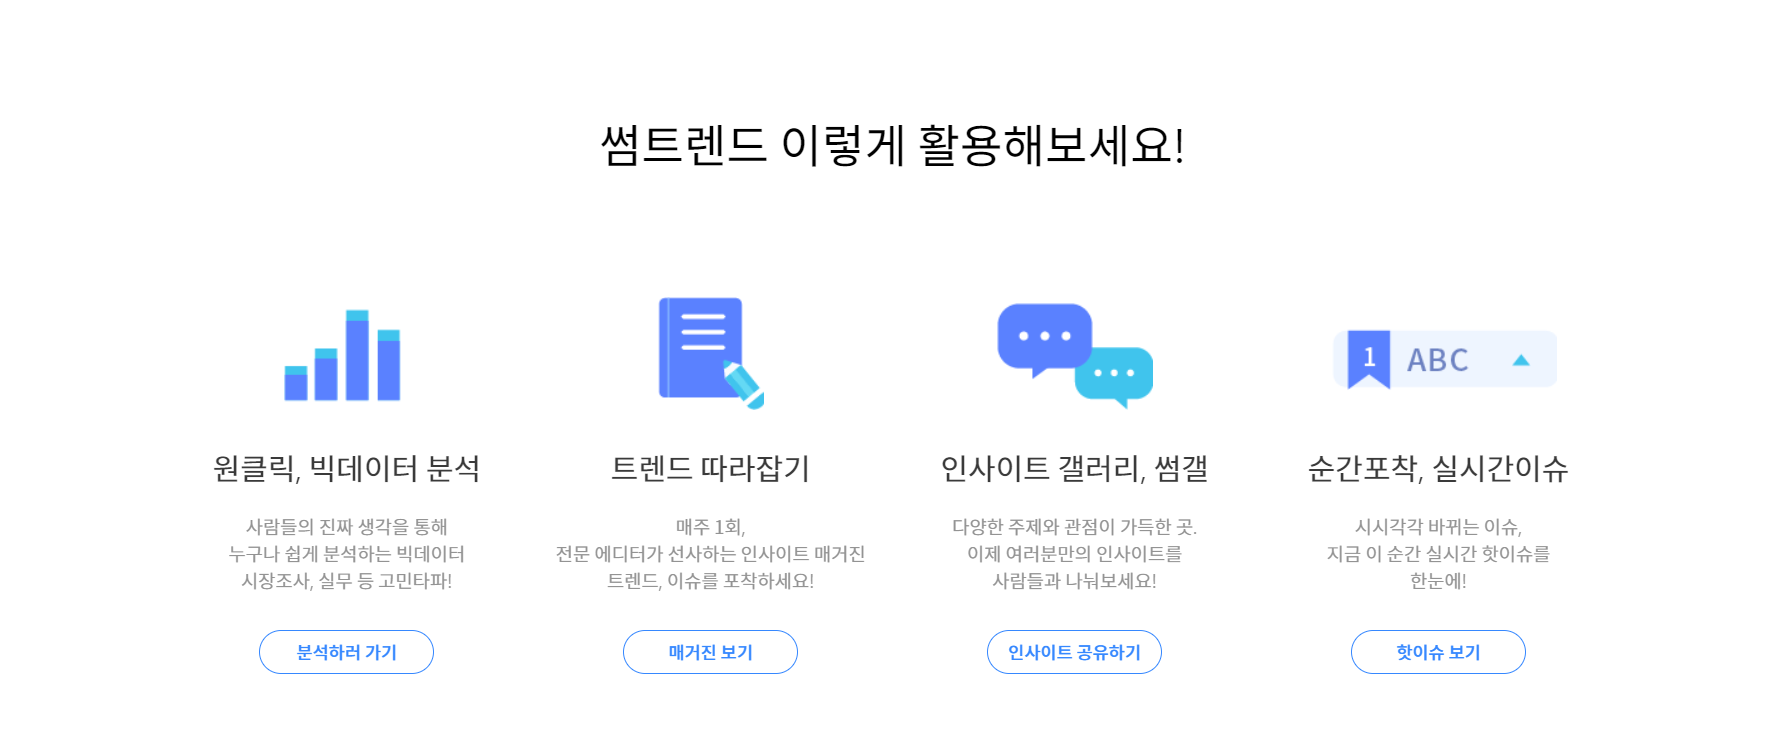 썸트렌드 이렇게 활용해보세요!
1 ABC
원클릭, 빅데이터 분석
사람들의 진짜 생각을 통해
누구나 쉽게 분석하는 빅데이터
시장조사, 실무 등 고민타파!
분석하러 가기
트렌드 따라잡기
매주 1회,
전문 에디터가 선사하는 인사이트 매거진
트렌드, 이슈를 포착하세요!
매거진 보기
인사이트 갤러리, 썸갤
다양한 주제와 관점이 가득한 곳.
이제 여러분만의 인사이트를
사람들과 나눠보세요!
인사이트 공유하기
순간포착, 실시간이슈
시시각각 바뀌는 이슈,
지금 이 순간 실시간 핫이슈를
한눈에!
핫이슈 보기